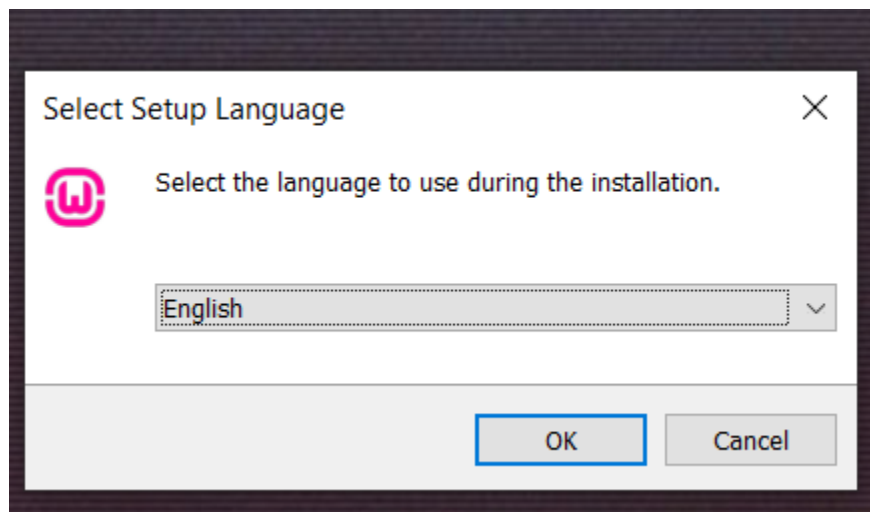 Select Setup Language
Select the language to use during the installation.
English
OK
Cancel